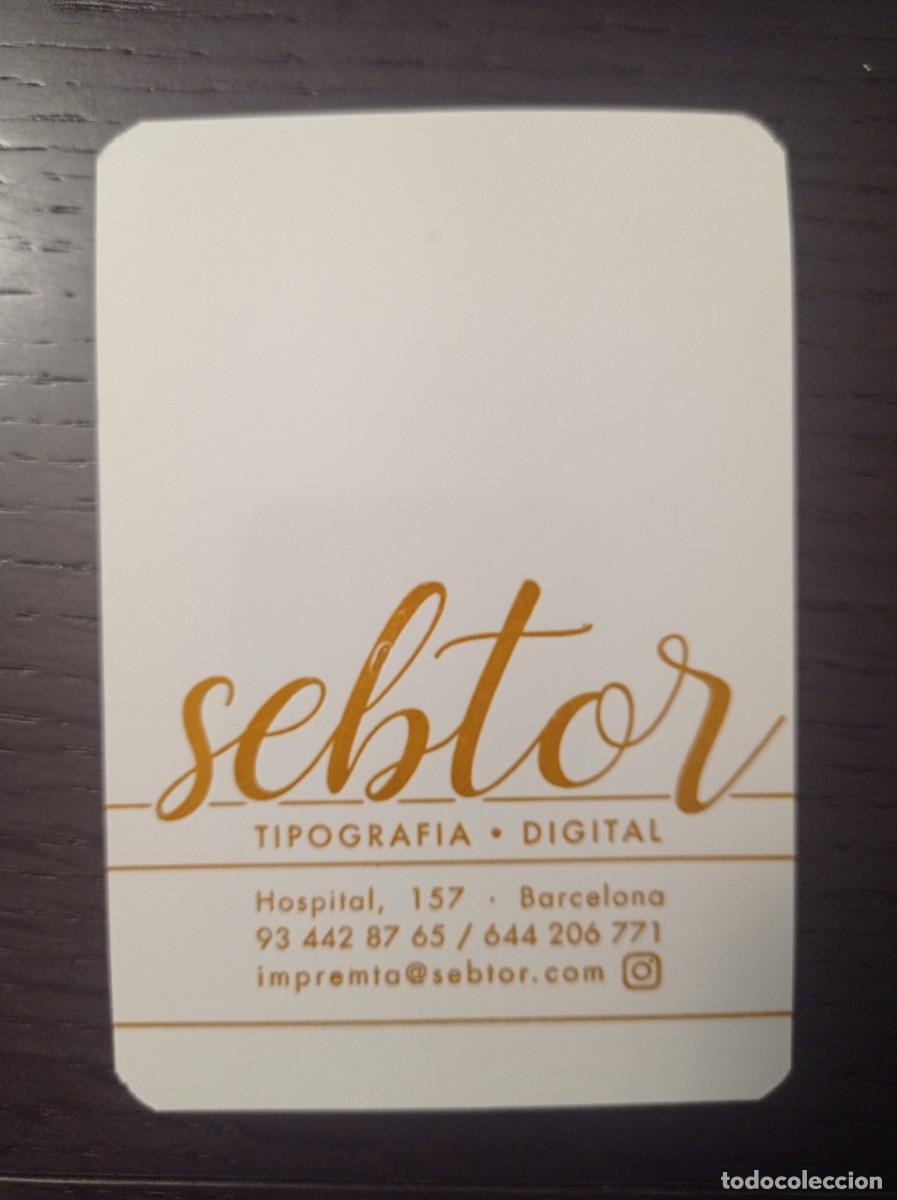 sebtor
TIPOGRAFIA • DIGITAL
Hospital, 157 · Barcelona
93 442 87 65 / 644 206 771
impremta@sebtor.com
todocoleccion